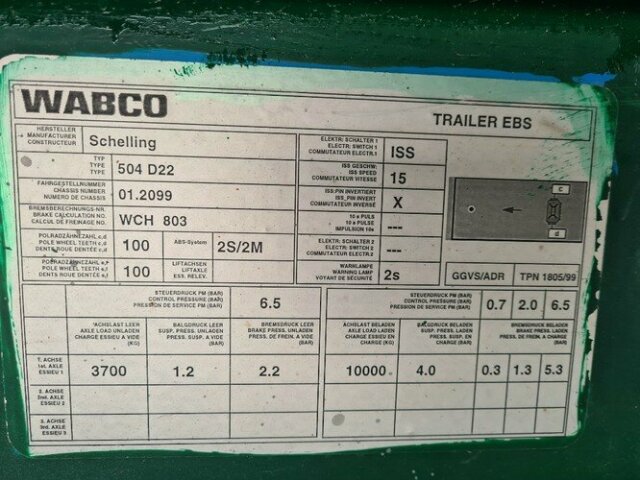 WABCO
TRAILER EBS
HERSTELLER
MANUFACTURER
CONSTRUCTEUR
Schelling
TYP
TYPE
TYPE
504 D22
FAHRGESTELLNUMMER
CHASSIS NUMBER
NUMERO DE CHASSIS
01.2099
BREMSBERECHNUNGS-NR.
BRAKE CALCULATION NO.
CALCUL DE FREINAGE NO.
WCH 803
POLRADZÄHNEZAHL c.d
POLE WHEEL TEETH c.d
DENTS ROUE DENTÉE c.d
100
ABS-System
2S/2M
POLRADZÄHNEZAHL e.f
POLE WHEEL TEETH e.f
DENTS ROUE DENTÉE e.f
100
LIFTACHSEN
LIFTAXLE
ESS. RELEV.
ELEKTR. SCHALTER 1
ELECTR. SWITCH 1
COMMUTATEUR ELECTR.1
ISS
ISS GESCHW.
ISS SPEED
COMMUTATEUR VITESSE
15
ISS:PIN INVERTIERT
ISS_PIN INVERT
COMMUTATEUR INVERSÉ
X
10 x PULS
10 x PULSE
IMPULSION 10x
---
ELEKTR. SCHALTER 2
ELECTR. SWITCH 2
COMMUTATEUR ELECTR.2
---
WARNLAMPE
WARNING LAMP
VOYANT DE SÉCURITÉ
2s
c
d
GGVS/ADR
TPN 1805/99
STEUERDRUCK PM (BAR)
CONTROL PRESSURE (BAR)
PRESSION DE SERVICE PM (BAR)
6.5
STEUERDRUCK PM (BAR)
CONTROL PRESSURE PM (BAR)
PRESSION DE SERVICE PM (BAR)
0.7 2.0 6.5
ACHSLAST LEER
AXLE LOAD UNLADEN
CHARGE ESSIEU A VIDE
(KG)
BALGDRUCK LEER
SUSP. PRESS. UNLADEN
PRESS. SUSP. A VIDE
(BAR)
BREMSDRUCK LEER
BRAKE PRESS. UNLADEN
PRESS. DE FREIN. A VIDE
(BAR)
ACHSLAST BELADEN
AXLE LOAD LADEN
CHARGE ESSIEU EN
CHARGE (KG)
BALGDRUCK BELADEN
SUSP. PRESS. LADEN
PRESS. SUSP. EN
CHARGE (BAR)
BREMSDRUCK BELADEN
BRAKE PRESS. LADEN
PRESS. DE FREIN. EN CHARGE
(BAR)
1. ACHSE
1st. AXLE
ESSIEU 1
3700 1.2 2.2 10000 4.0 0.3 1.3 5.3
2. ACHSE
2nd. AXLE
ESSIEU 2
3. ACHSE
3rd. AXLE
ESSIEU 3